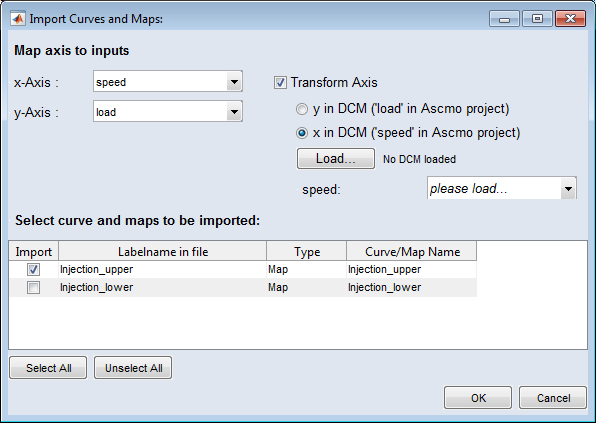 Import Curves and Maps:
Map axis to inputs
x-Axis : speed
y-Axis : load
Transform Axis
y in DCM ('load' in Ascmo project)
x in DCM ('speed' in Ascmo project)
Load... No DCM loaded
speed: please load...
Select curve and maps to be imported:
Import Labelname in file Type Curve/Map Name
Injection_upper Map Injection_upper
Injection_lower Map Injection_lower
Select All Unselect All
OK Cancel